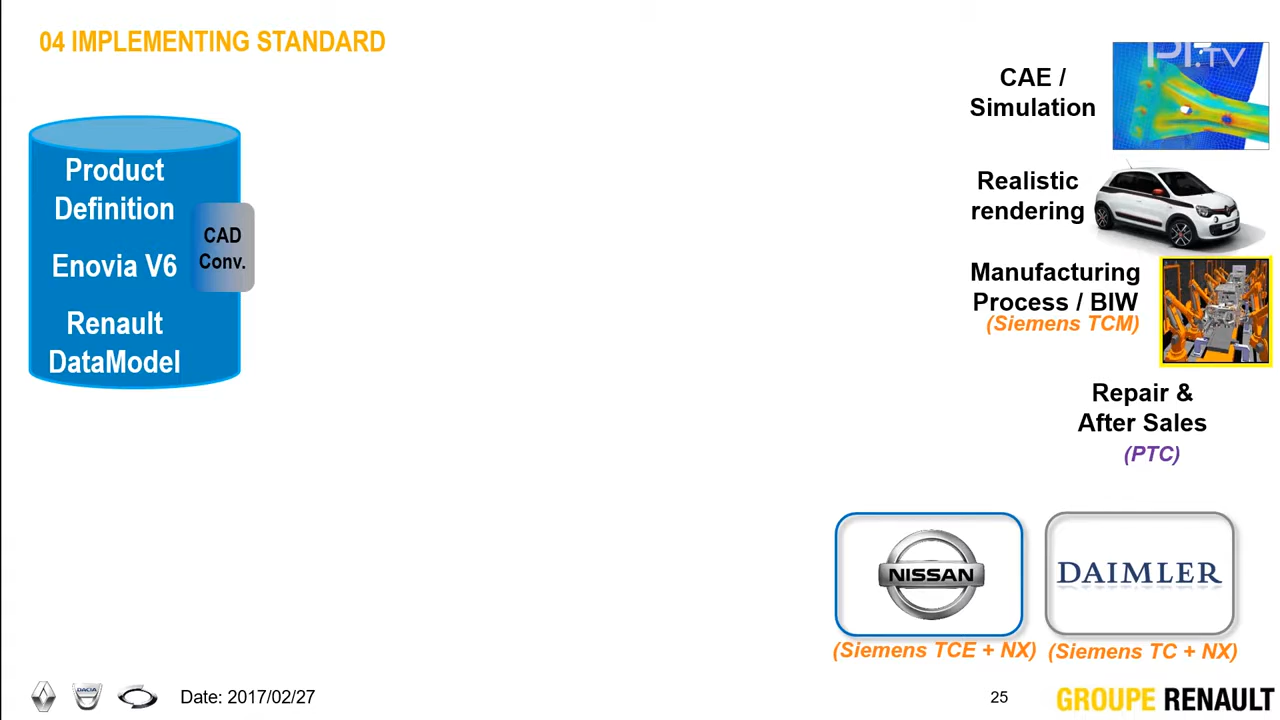 04 IMPLEMENTING STANDARD
Product
Definition
Enovia V6
Renault
DataModel
CAD
Conv.
CAE /
Simulation
Realistic
rendering
Manufacturing
Process / BIW
(Siemens TCM)
Repair &
After Sales
(PTC)
NISSAN
DAIMLER
(Siemens TCE + NX)
(Siemens TC + NX)
DACIA
Date: 2017/02/27
25
GROUPE RENAULT